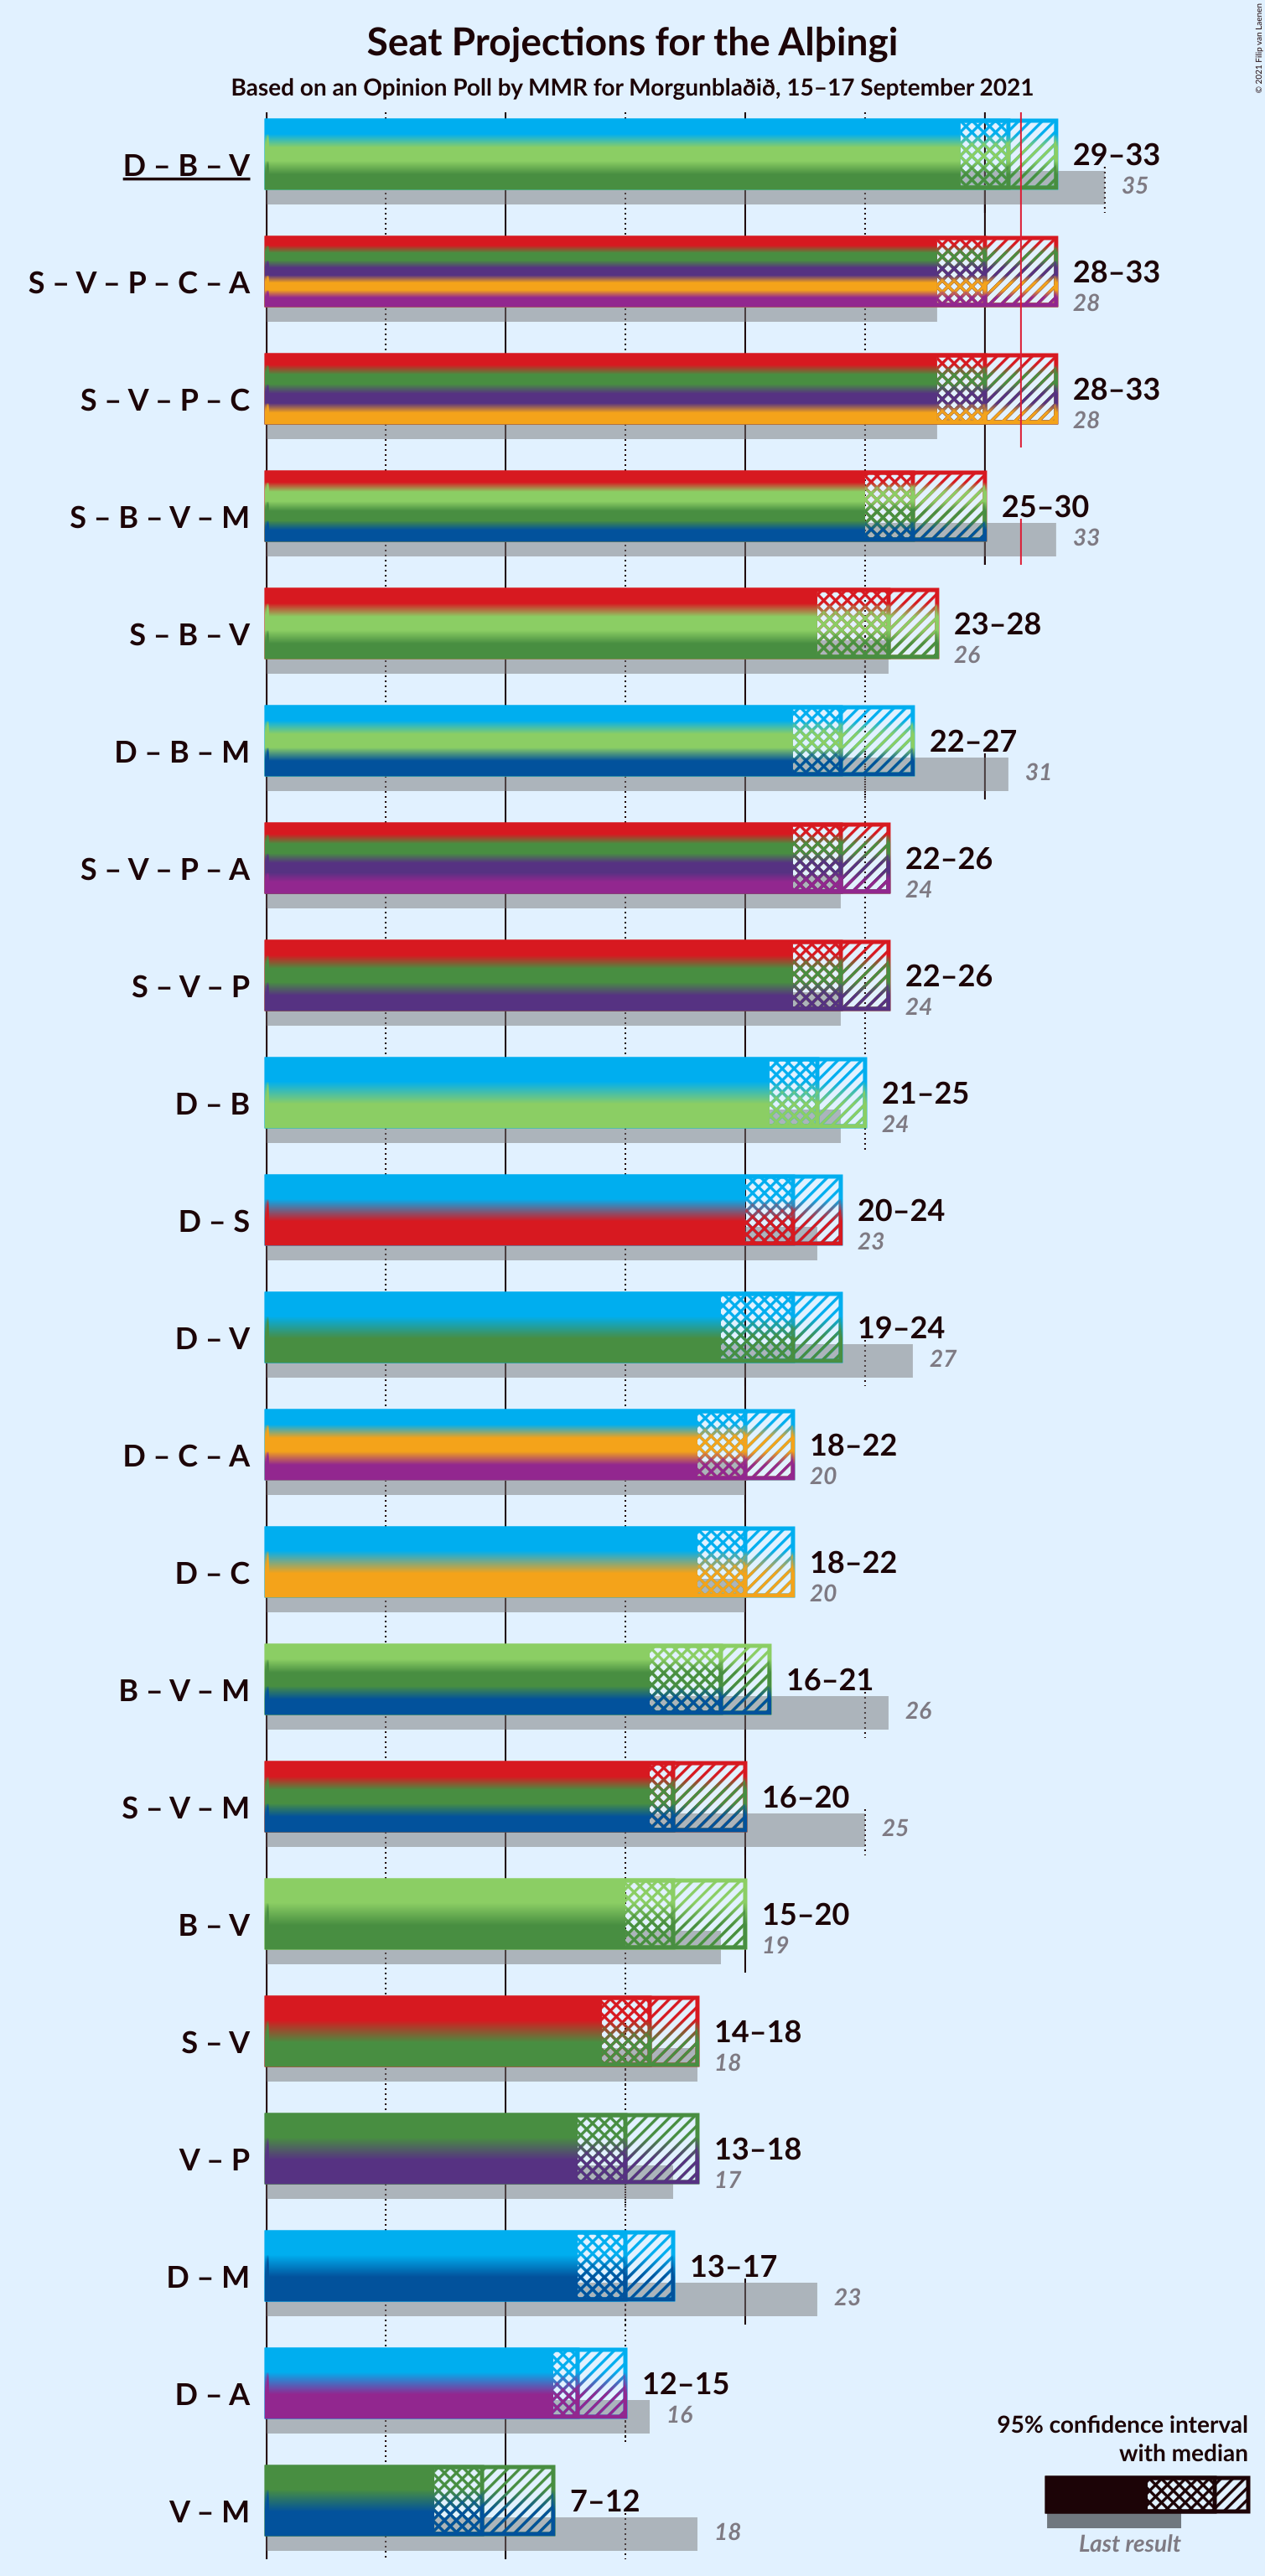 Seat Projections for the Alþingi
Based on an Opinion Poll by MMR for Morgunblaðið, 15–17 September 2021
© 2021 Filip van Laenen
D – B – V
29–33
35
S – V – P – C – A
28–33
28
S – V – P – C
28–33
28
S – B – V – M
25–30
33
S – B – V
23–28
26
D – B – M
22–27
31
S – V – P – A
22–26
24
S – V – P
22–26
24
D – B
21–25
24
D – S
20–24
23
D – V
19–24
27
D – C – A
18–22
20
D – C
18–22
20
B – V – M
16–21
26
S – V – M
16–20
25
B – V
15–20
19
S – V
14–18
18
V – P
13–18
17
D – M
13–17
23
D – A
12–15
16
V – M
7–12
18
95% confidence interval
with median
Last result